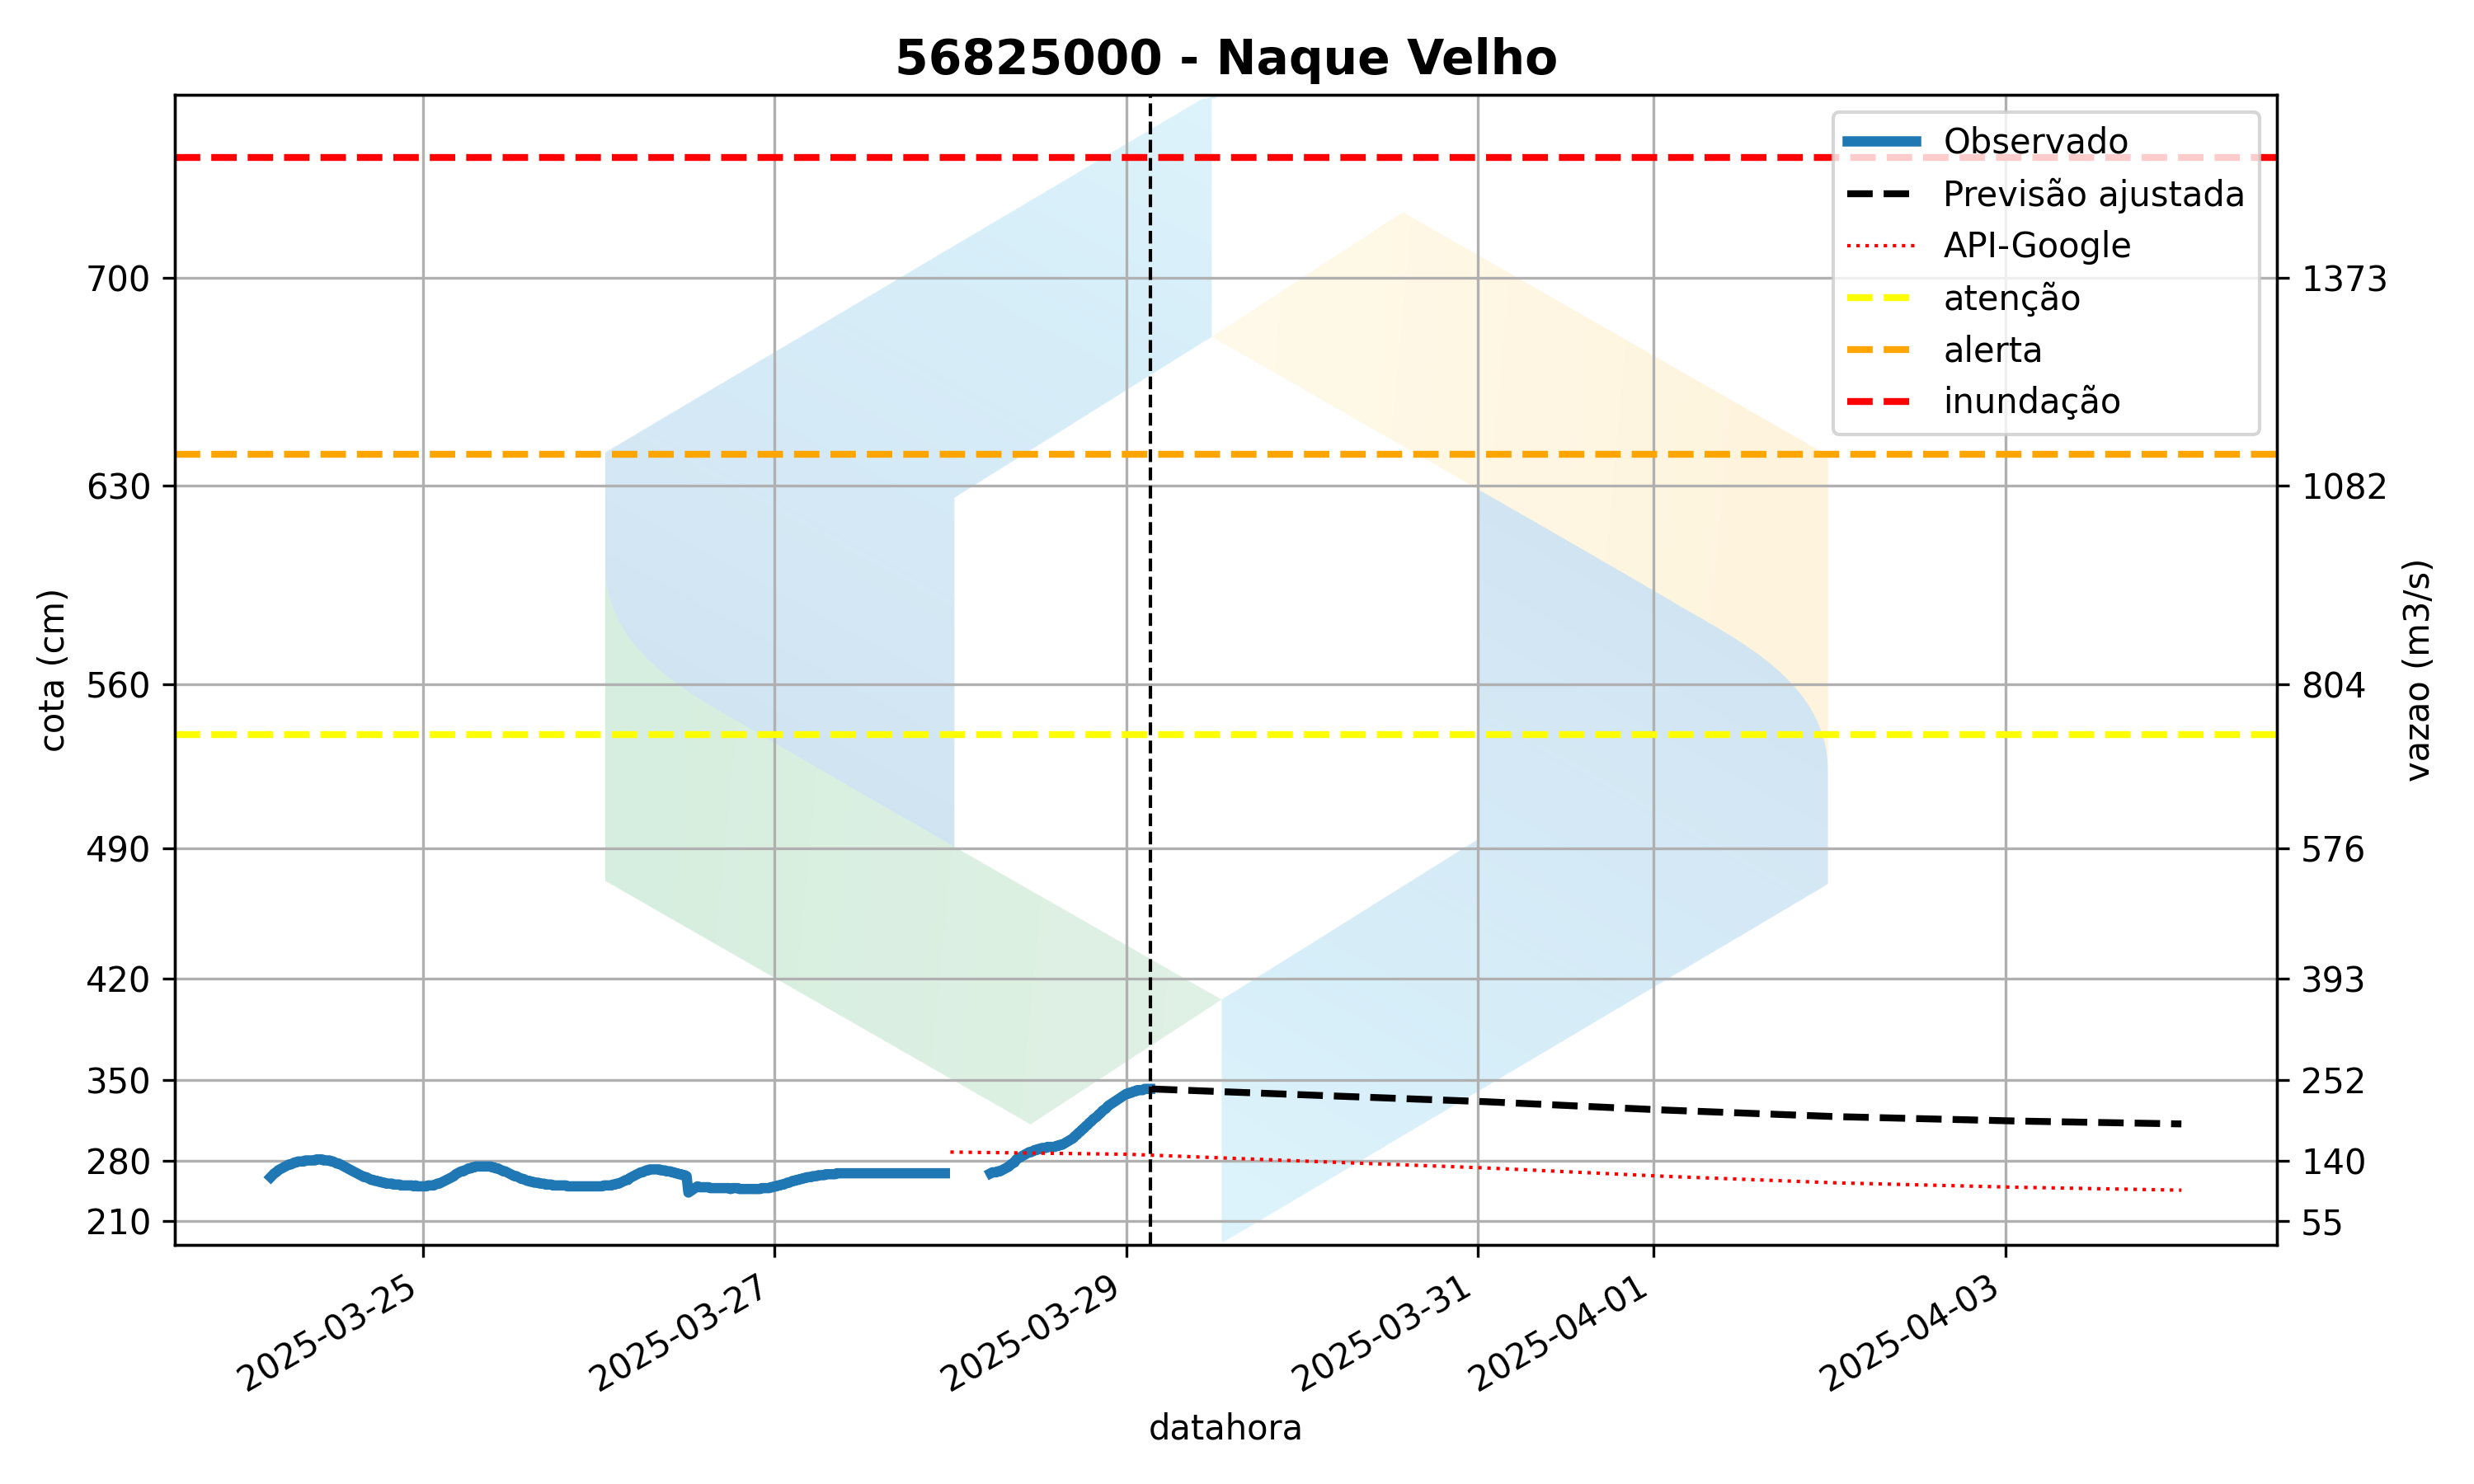 56825000 - Naque Velho
Observado
Previsão ajustada
API-Google
atenção
alerta
inundação
cota (cm)
700
630
560
490
420
350
280
210
1373
1082
804
576
393
252
140
55
vazao (m3/s)
2025-03-25
2025-03-27
2025-03-29
2025-03-31
2025-04-01
2025-04-03
datahora